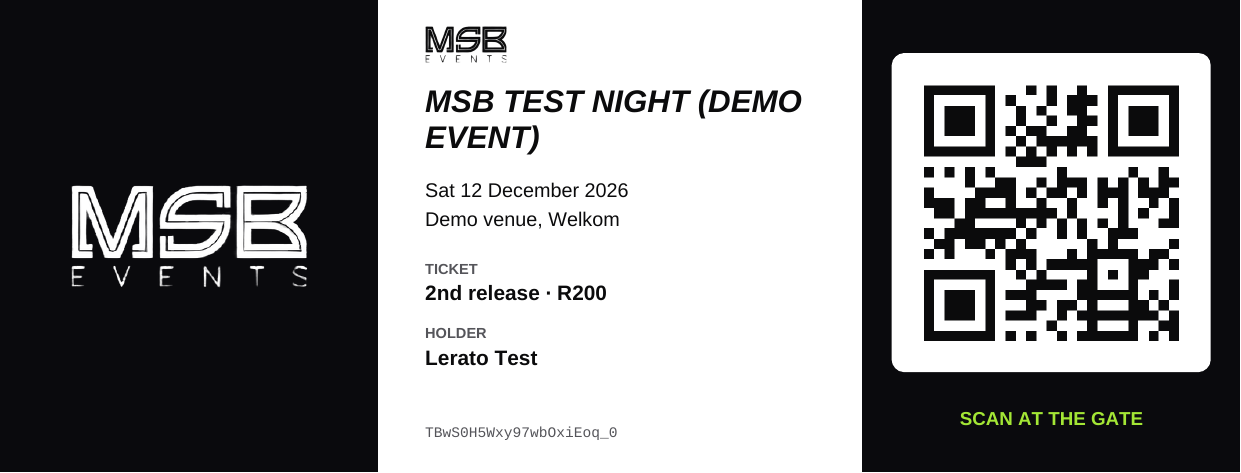 MSB
EVENTS
MSB
EVENTS
MSB TEST NIGHT (DEMO
EVENT)
Sat 12 December 2026
Demo venue, Welkom
TICKET
2nd release · R200
HOLDER
Lerato Test
TBwS0H5Wxy97wbOxiEoq_0
SCAN AT THE GATE